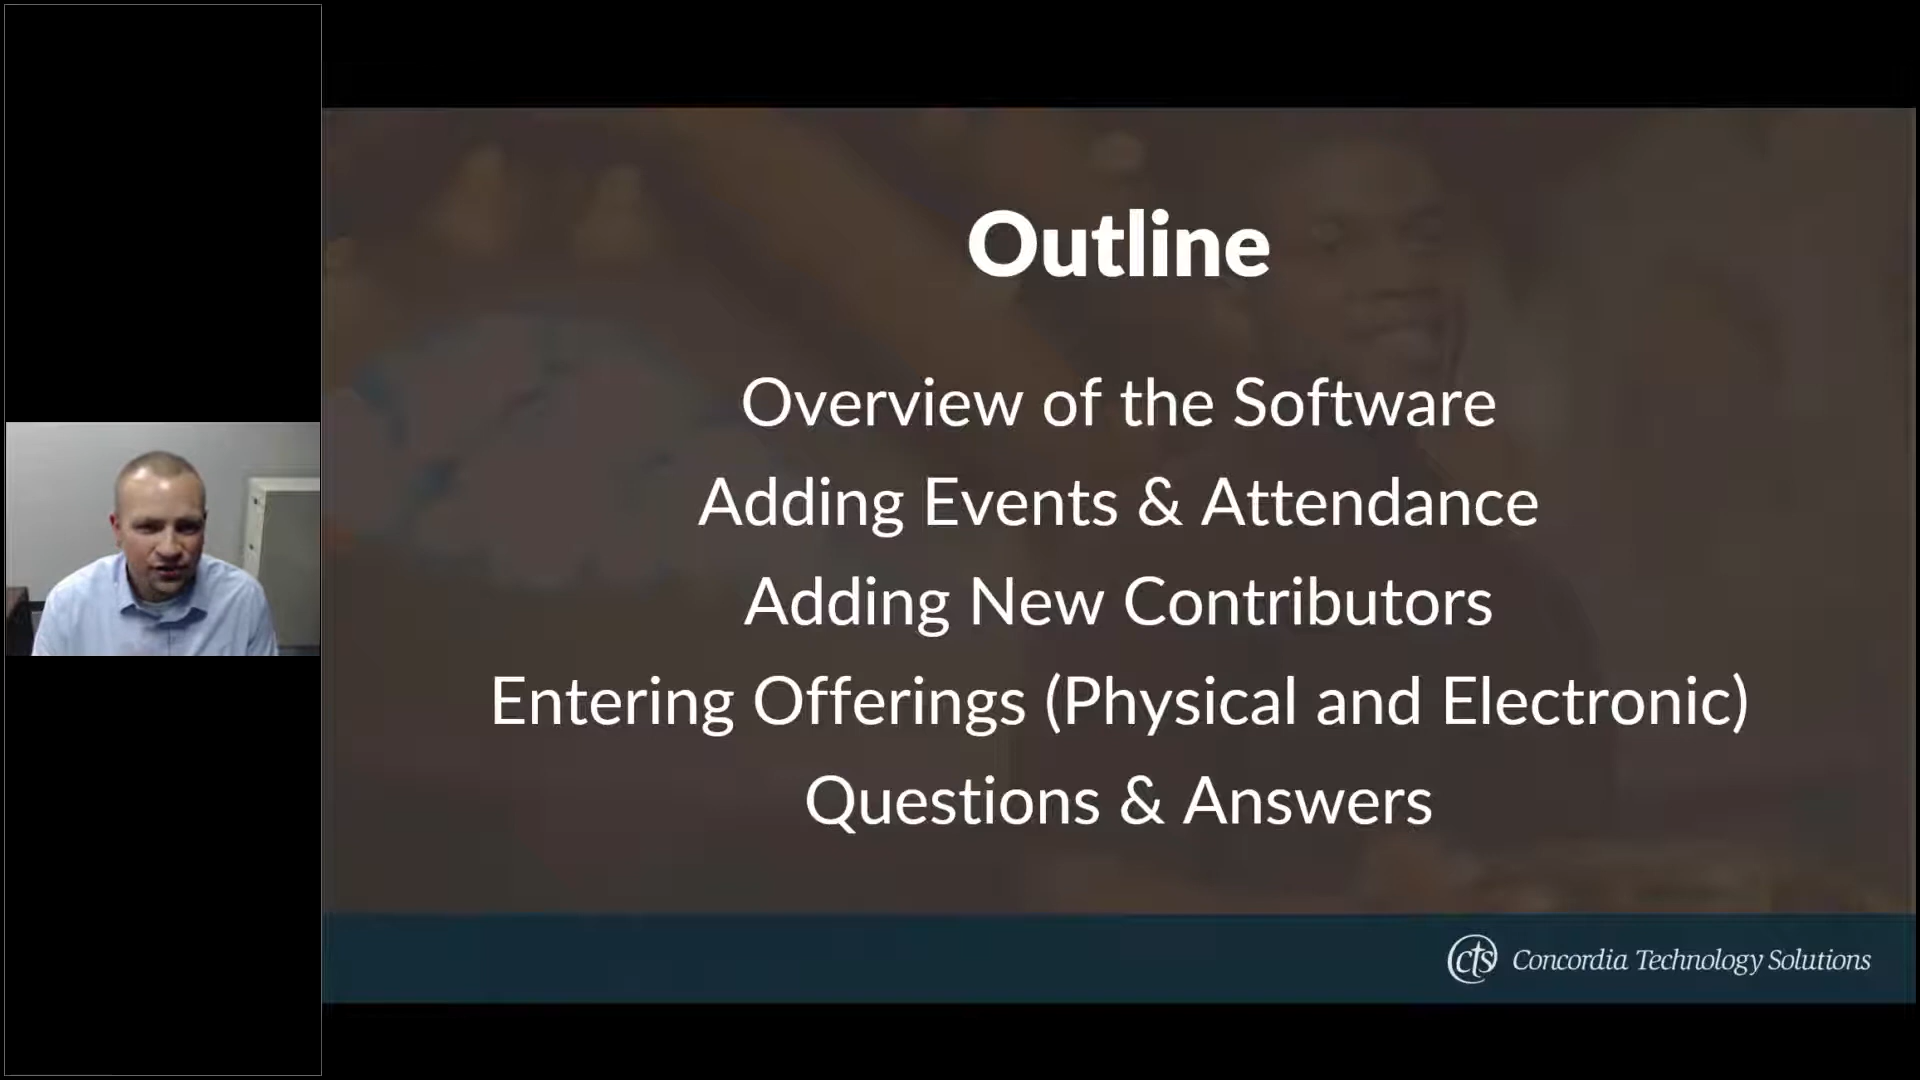 Outline
Overview of the Software
Adding Events & Attendance
Adding New Contributors
Entering Offerings (Physical and Electronic)
Questions & Answers
cts Concordia Technology Solutions